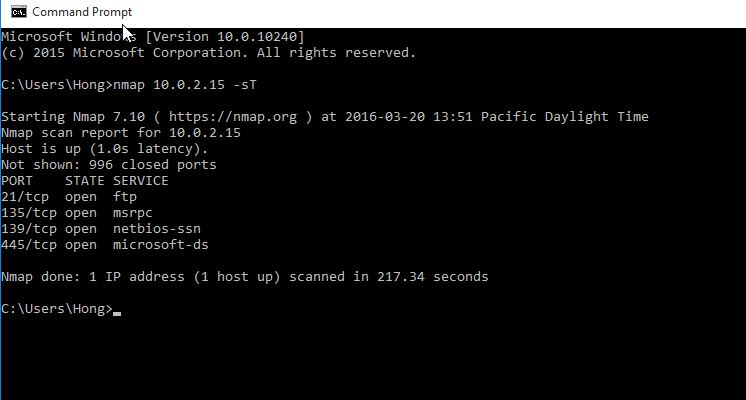 Command Prompt
Microsoft Windows [Version 10.0.10240]
(c) 2015 Microsoft Corporation. All rights reserved.
C:\Users\Hong>nmap 10.0.2.15 -sT
Starting Nmap 7.10 ( https://nmap.org ) at 2016-03-20 13:51 Pacific Daylight Time
Nmap scan report for 10.0.2.15
Host is up (1.0s latency).
Not shown: 996 closed ports
PORT    STATE SERVICE
21/tcp  open  ftp
135/tcp open  msrpc
139/tcp open  netbios-ssn
445/tcp open  microsoft-ds
Nmap done: 1 IP address (1 host up) scanned in 217.34 seconds
C:\Users\Hong>